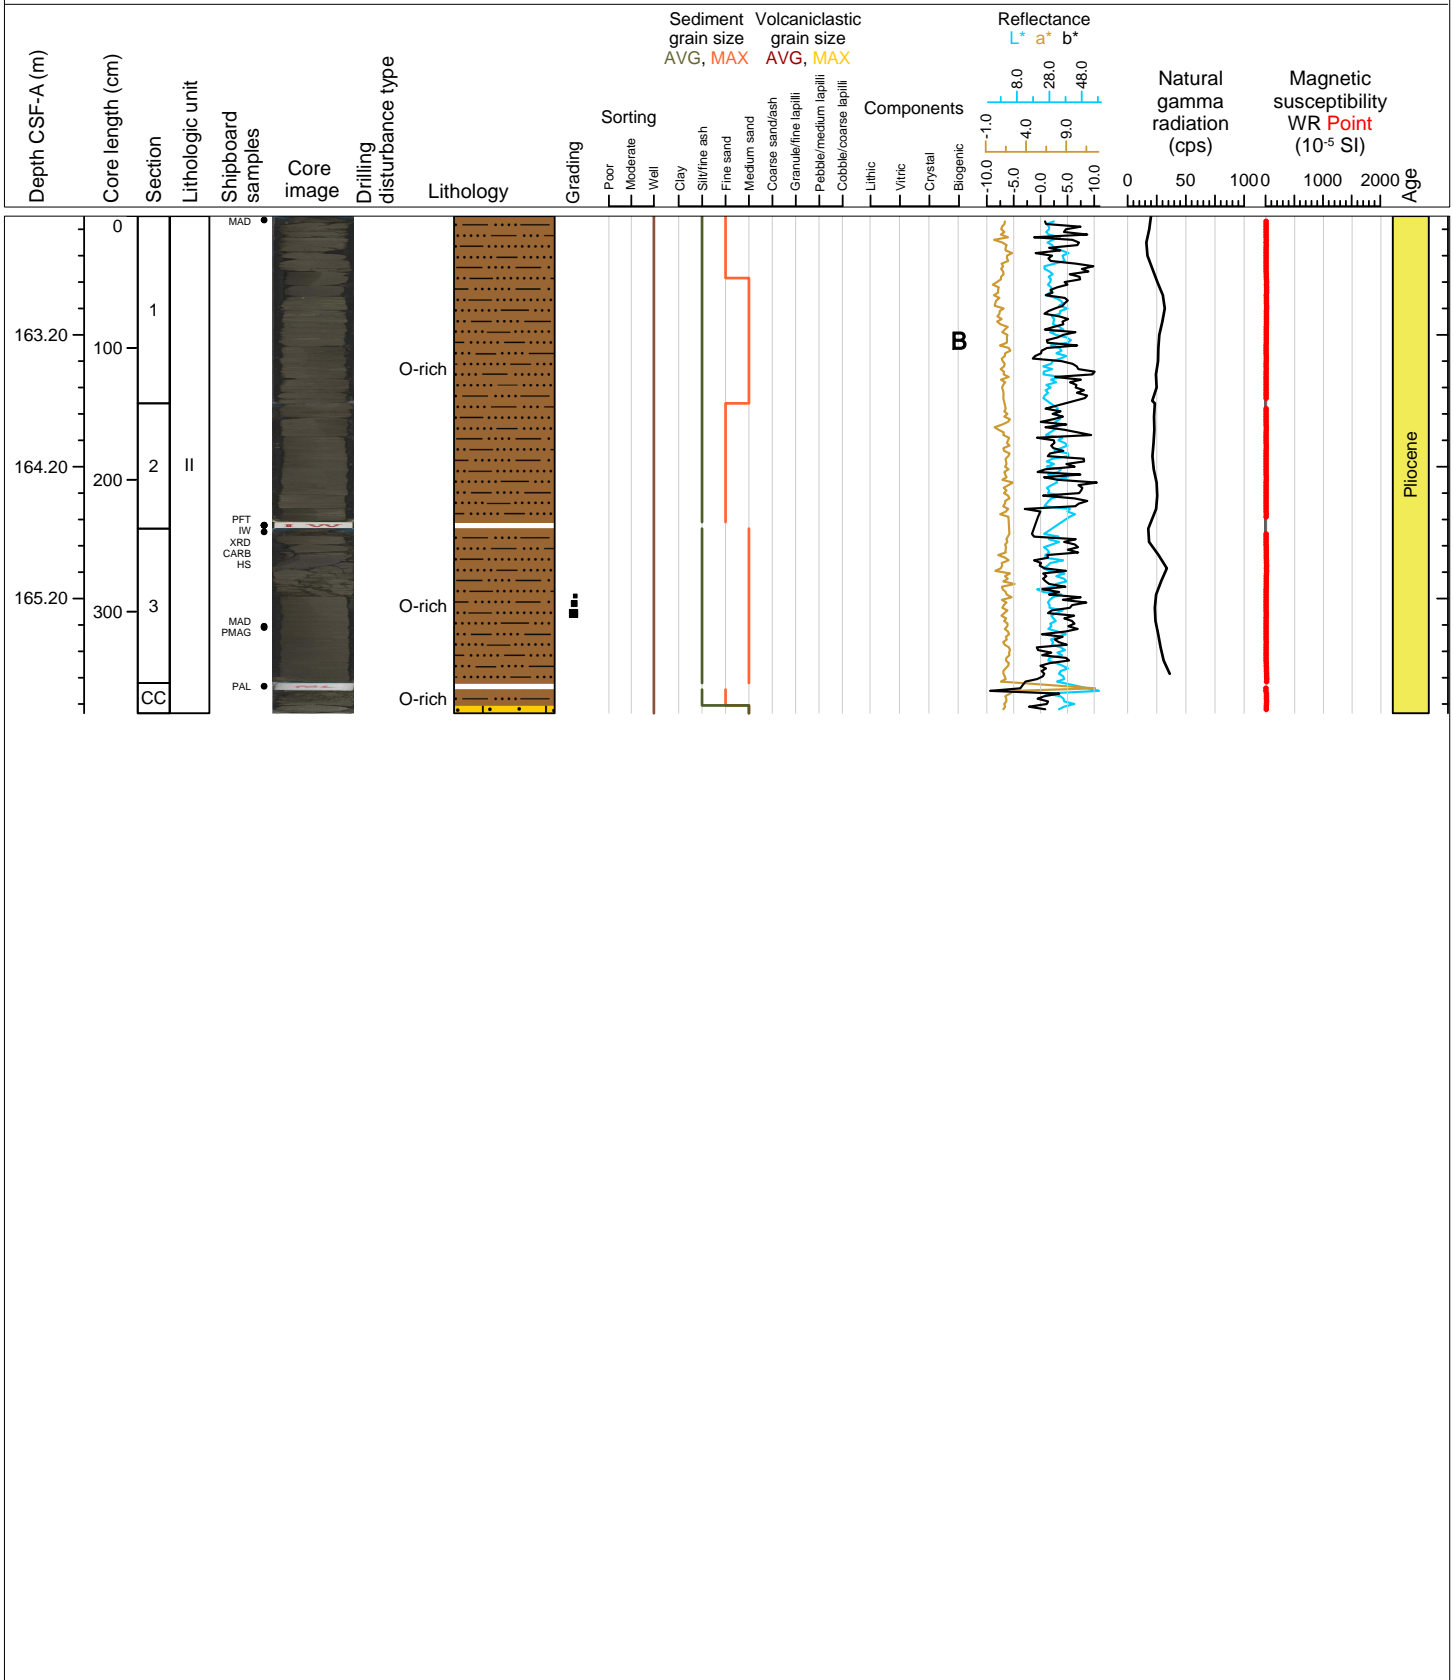 Depth CSF-A (m)
Core length (cm)
Section
Lithologic unit
Shipboard
samples
Core
image
Drilling
disturbance type
Lithology
Grading
Sorting
Poor
Moderate
Well
Sediment
grain size
AVG, MAX
Clay
Silt/fine ash
Fine sand
Medium sand
Volcaniclastic
grain size
AVG, MAX
Coarse sand/ash
Granule/fine lapilli
Pebble/medium lapilli
Cobble/coarse lapilli
Components
Lithic
Vitric
Crystal
Biogenic
Reflectance
L* a* b*
8.0 28.0 48.0
-1.0 4.0 9.0
-10.0 -5.0 0.0 5.0 10.0
Natural
gamma
radiation
(cps)
0 50 100
Magnetic
susceptibility
WR Point
(10-5 SI)
0 1000 2000
Age
0
MAD
1
163.20
100
O-rich
B
164.20
200
2
II
Pliocene
PFT
IW
XRD
CARB
HS
165.20
300
3
O-rich
MAD
PMAG
PAL
CC
O-rich